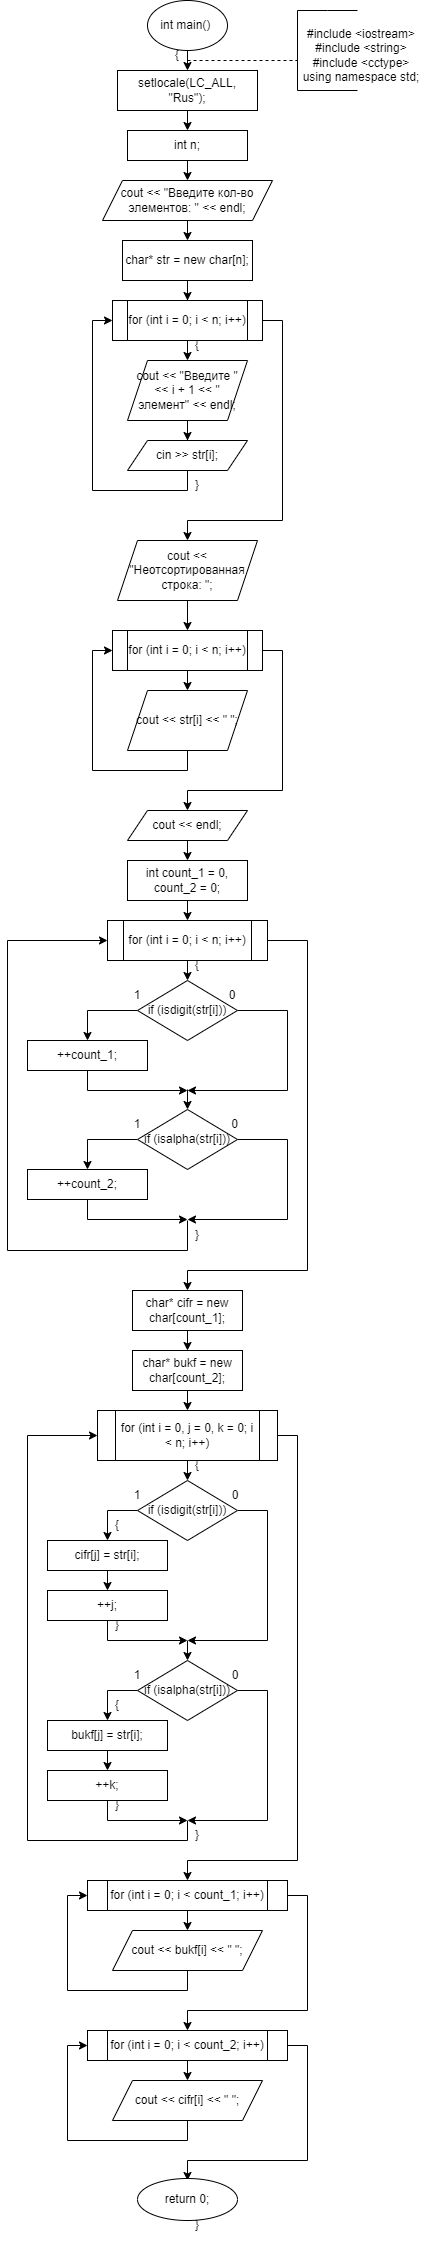 int main()
{
#include <iostream>
#include <string>
#include <cctype>
using namespace std;
setlocale(LC_ALL,
"Rus");
int n;
cout << "Введите кол-во
элементов: " << endl;
char* str = new char[n];
for (int i = 0; i < n; i++)
{
cout << "Введите "
<< i + 1 << "
элемент" << endl;
cin >> str[i];
}
cout <<
"Неотсортированная
строка: ";
for (int i = 0; i < n; i++)
cout << str[i] << " ";
cout << endl;
int count_1 = 0,
count_2 = 0;
for (int i = 0; i < n; i++)
{
1
0
if (isdigit(str[i]))
++count_1;
1
0
if (isalpha(str[i]))
++count_2;
}
char* cifr = new
char[count_1];
char* bukf = new
char[count_2];
for (int i = 0, j = 0, k = 0; i
< n; i++)
{
1
0
if (isdigit(str[i]))
{
cifr[j] = str[i];
++j;
}
1
0
if (isalpha(str[i]))
{
bukf[j] = str[i];
++k;
}
}
for (int i = 0; i < count_1; i++)
cout << bukf[i] << " ";
for (int i = 0; i < count_2; i++)
cout << cifr[i] << " ";
return 0;
}